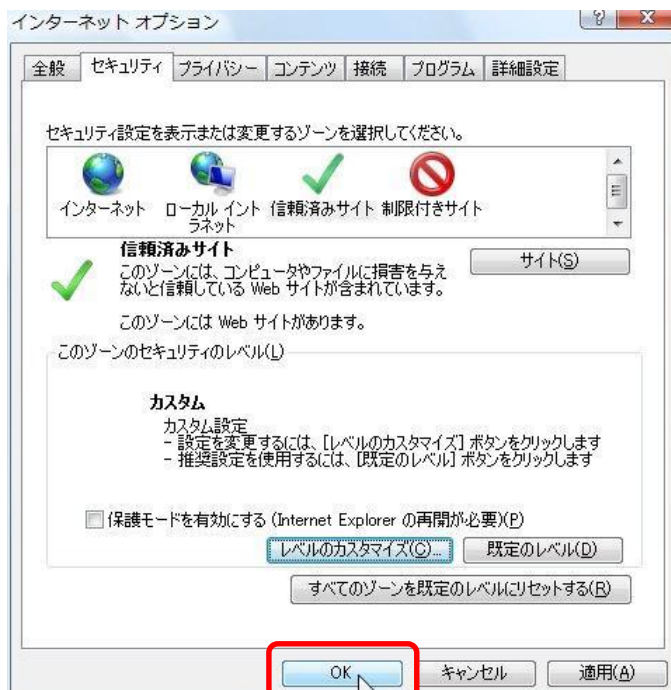 インターネット オプション
全般 セキュリティ プライバシー コンテンツ 接続 プログラム 詳細設定
セキュリティ設定を表示または変更するゾーンを選択してください。
インターネット ローカル イント 信頼済みサイト 制限付きサイト
ラネット
信頼済みサイト
サイト(S)
このゾーンには、コンピュータやファイルに損害を与え
ないと信頼している Web サイトが含まれています。
このゾーンには Web サイトがあります。
このゾーンのセキュリティのレベル(L)
カスタム
カスタム設定
- 設定を変更するには、[レベルのカスタマイズ] ボタンをクリックします
- 推奨設定を使用するには、[既定のレベル] ボタンをクリックします
保護モードを有効にする (Internet Explorer の再開が必要)(P)
レベルのカスタマイズ(C)... 既定のレベル(D)
すべてのゾーンを既定のレベルにリセットする(R)
OK キャンセル 適用(A)